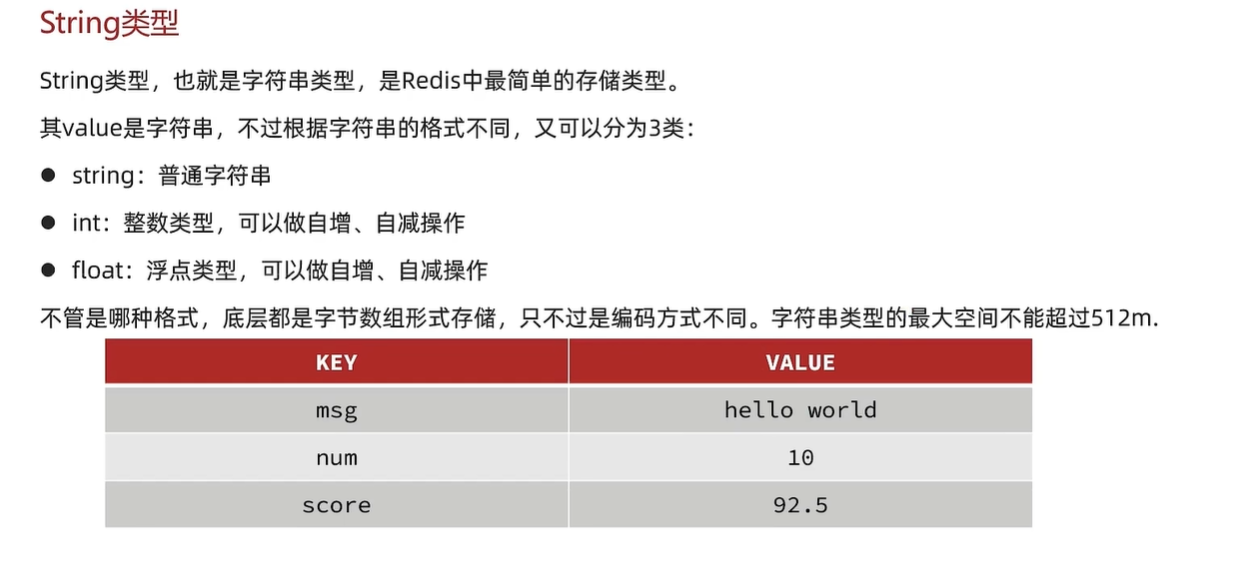 String类型
String类型，也就是字符串类型，是Redis中最简单的存储类型。
其value是字符串，不过根据字符串的格式不同，又可以分为3类：
● string：普通字符串
● int：整数类型，可以做自增、自减操作
● float：浮点类型，可以做自增、自减操作
不管是哪种格式，底层都是字节数组形式存储，只不过是编码方式不同。字符串类型的最大空间不能超过512m.
KEY VALUE
msg hello world
num 10
score 92.5